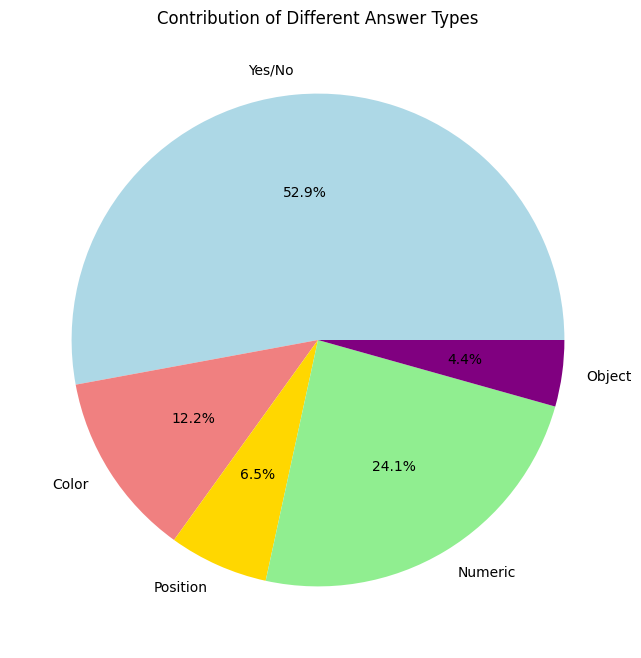 Contribution of Different Answer Types
Yes/No
52.9%
4.4%
Object
12.2%
24.1%
6.5%
Color
Numeric
Position